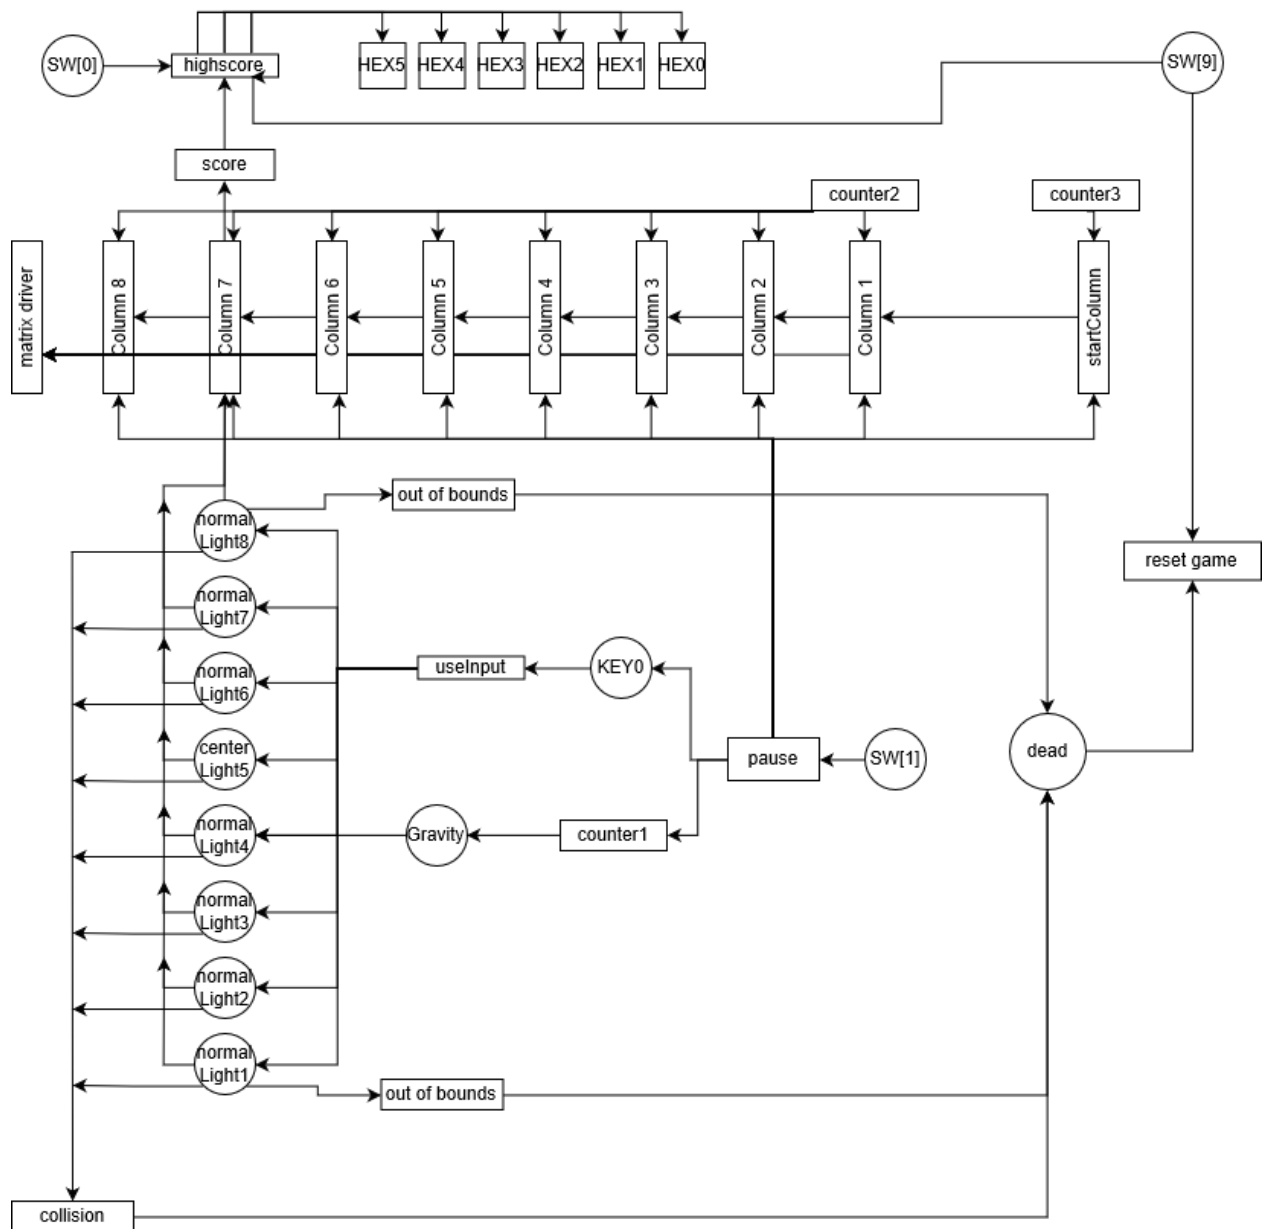 SW[0]
highscore
HEX5
HEX4
HEX3
HEX2
HEX1
HEX0
SW[9]
score
counter2
counter3
matrix driver
Column 8
Column 7
Column 6
Column 5
Column 4
Column 3
Column 2
Column 1
startColumn
out of bounds
normal
Light8
reset game
normal
Light7
normal
Light6
useInput
KEY0
center
Light5
pause
SW[1]
dead
normal
Light4
Gravity
counter1
normal
Light3
normal
Light2
normal
Light1
out of bounds
collision